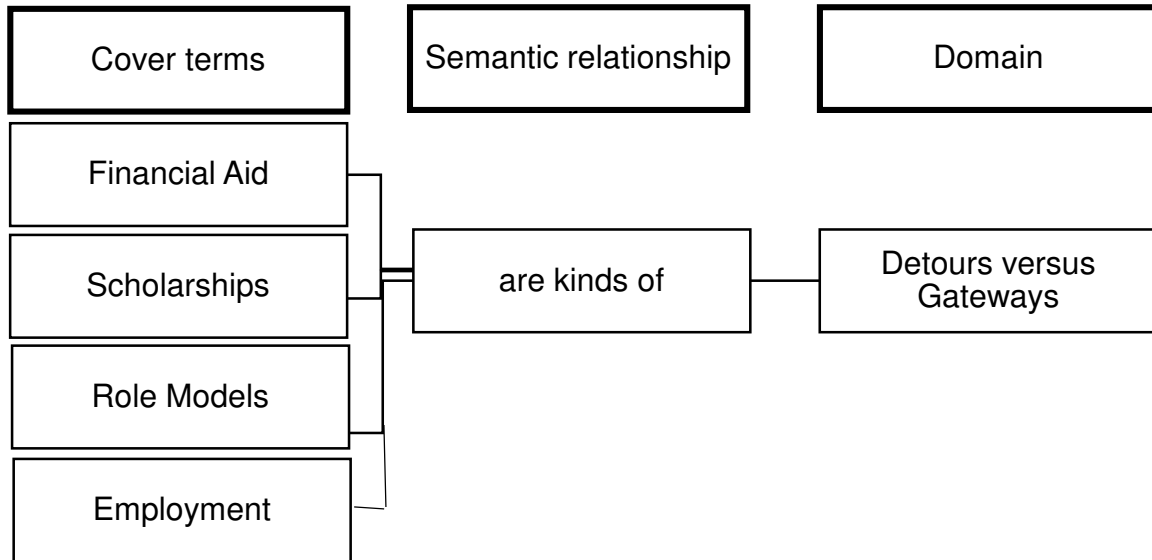 Cover terms
Semantic relationship
Domain
Financial Aid
Scholarships
Role Models
Employment
are kinds of
Detours versus
Gateways